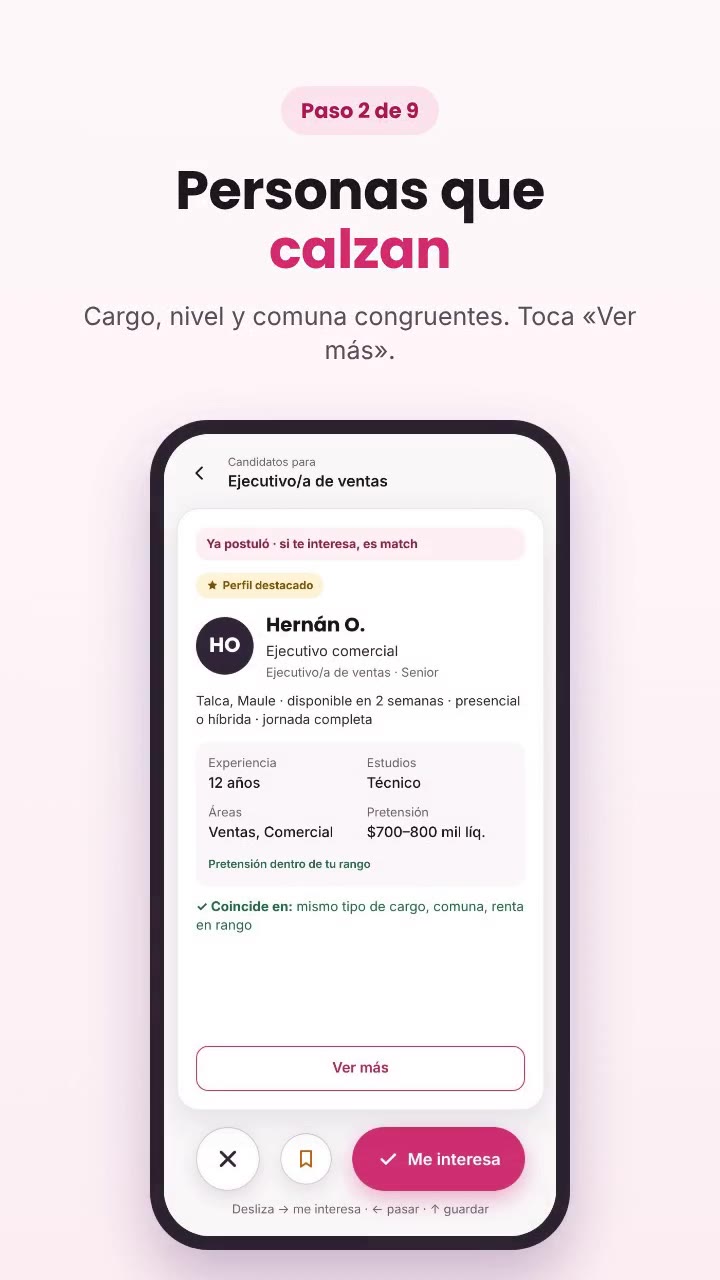 Paso 2 de 9
Personas que
calzan
Cargo, nivel y comuna congruentes. Toca «Ver
más».
Candidatos para
Ejecutivo/a de ventas
Ya postuló · si te interesa, es match
★ Perfil destacado
HO
Hernán O.
Ejecutivo comercial
Ejecutivo/a de ventas · Senior
Talca, Maule · disponible en 2 semanas · presencial
o híbrida · jornada completa
Experiencia
12 años
Estudios
Técnico
Áreas
Ventas, Comercial
Pretensión
$700–800 mil líq.
Pretensión dentro de tu rango
✓ Coincide en: mismo tipo de cargo, comuna, renta
en rango
Ver más
Me interesa
Desliza → me interesa · ← pasar · ↑ guardar